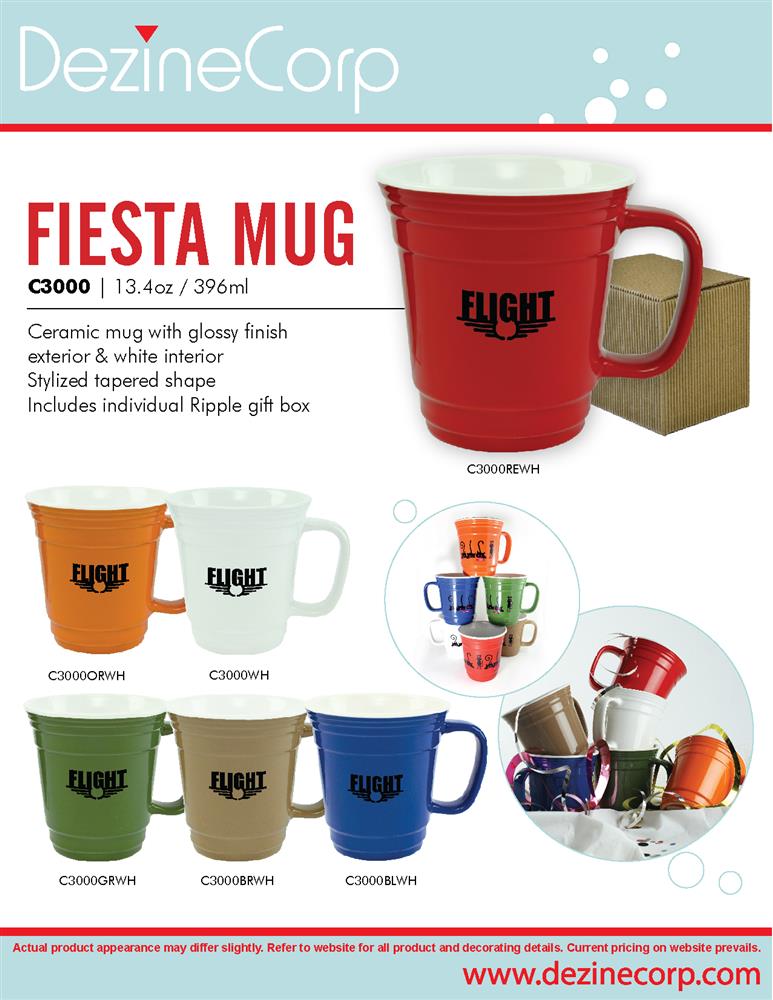 DezineCorp
FIESTA MUG
C3000 | 13.4oz / 396ml
Ceramic mug with glossy finish
exterior & white interior
Stylized tapered shape
Includes individual Ripple gift box
FLIGHT
C3000REWH
FLIGHT
FLIGHT
C3000ORWH
C3000WH
FLIGHT
FLIGHT
FLIGHT
C3000GRWH
C3000BRWH
C3000BLWH
Actual product appearance may differ slightly. Refer to website for all product and decorating details. Current pricing on website prevails.
www.dezinecorp.com